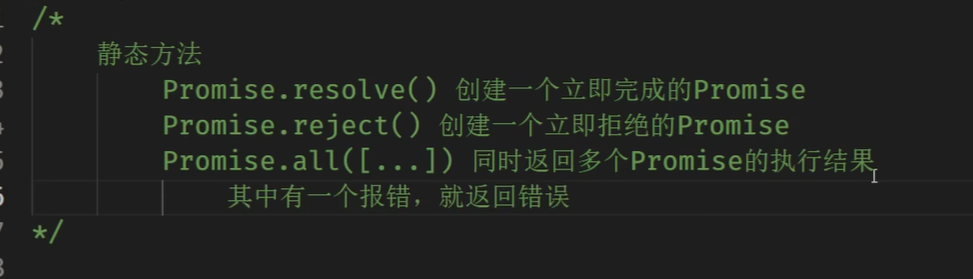 /*
静态方法
Promise.resolve() 创建一个立即完成的Promise
Promise.reject() 创建一个立即拒绝的Promise
Promise.all([...]) 同时返回多个Promise的执行结果
其中有一个报错，就返回错误
*/